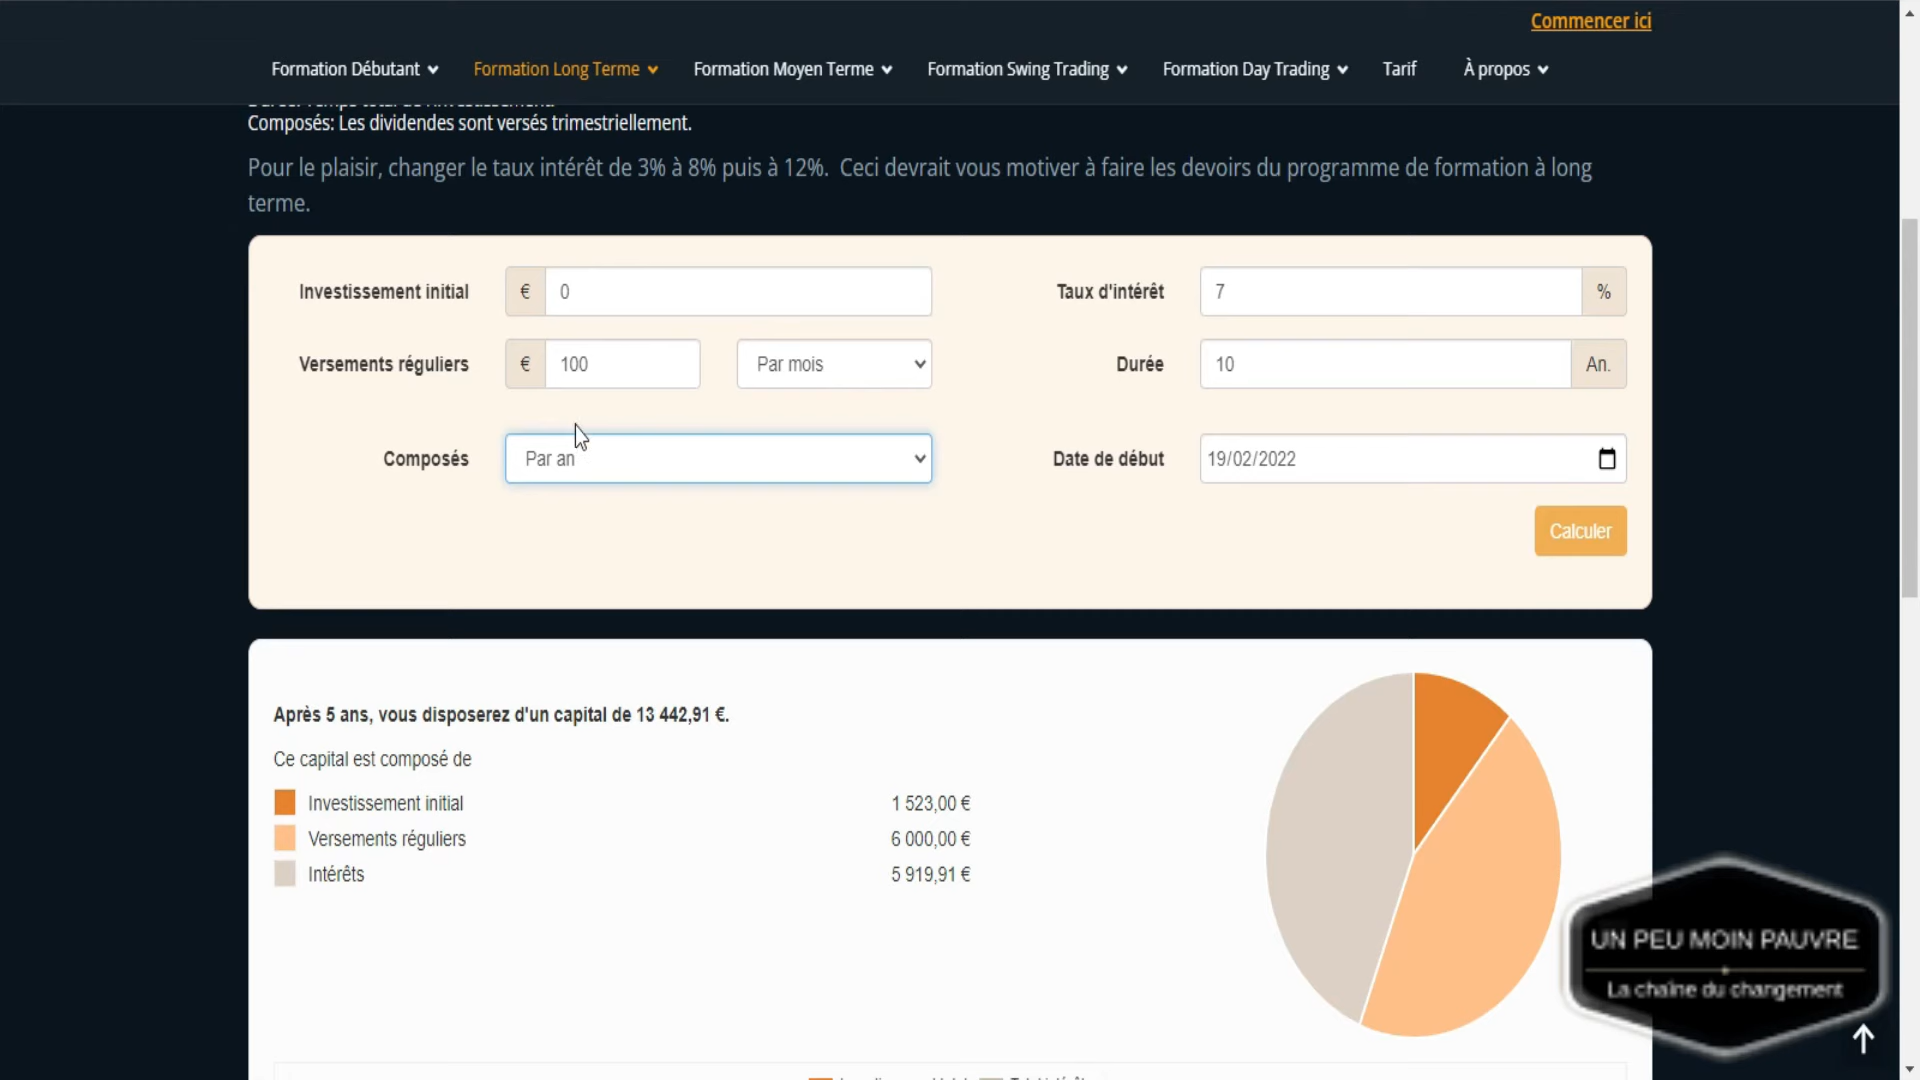 Commencer ici
Formation Débutant
Formation Long Terme
Formation Moyen Terme
Formation Swing Trading
Formation Day Trading
Tarif
À propos
Composés: Les dividendes sont versés trimestriellement.
Pour le plaisir, changer le taux intérêt de 3% à 8% puis à 12%. Ceci devrait vous motiver à faire les devoirs du programme de formation à long
terme.
Investissement initial € 0
Taux d'intérêt 7 %
Versements réguliers € 100 Par mois
Durée 10 An.
Composés Par an
Date de début 19/02/2022
Calculer
Après 5 ans, vous disposerez d'un capital de 13 442,91 €.
Ce capital est composé de
Investissement initial 1 523,00 €
Versements réguliers 6 000,00 €
Intérêts 5 919,91 €
UN PEU MOIN PAUVRE
La chaîne du changement